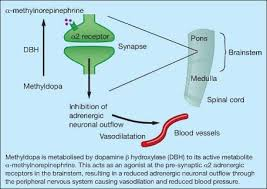 α-methylnorepinephrine
α2 receptor
DBH
Synapse
Methyldopa
Pons
Brainstem
Medulla
Spinal cord
Inhibition of
adrenergic
neuronal outflow
Vasodilatation
Blood vessels
Methyldopa is metabolised by dopamine β hydroxylase (DBH) to its active metabolite
α-methylnorepinephrine. This acts as an agonist at the pre-synaptic α2 adrenergic
receptors in the brainstem, resulting in a reduced adrenergic neuronal outflow through
the peripheral nervous system causing vasodilation and reduced blood pressure.